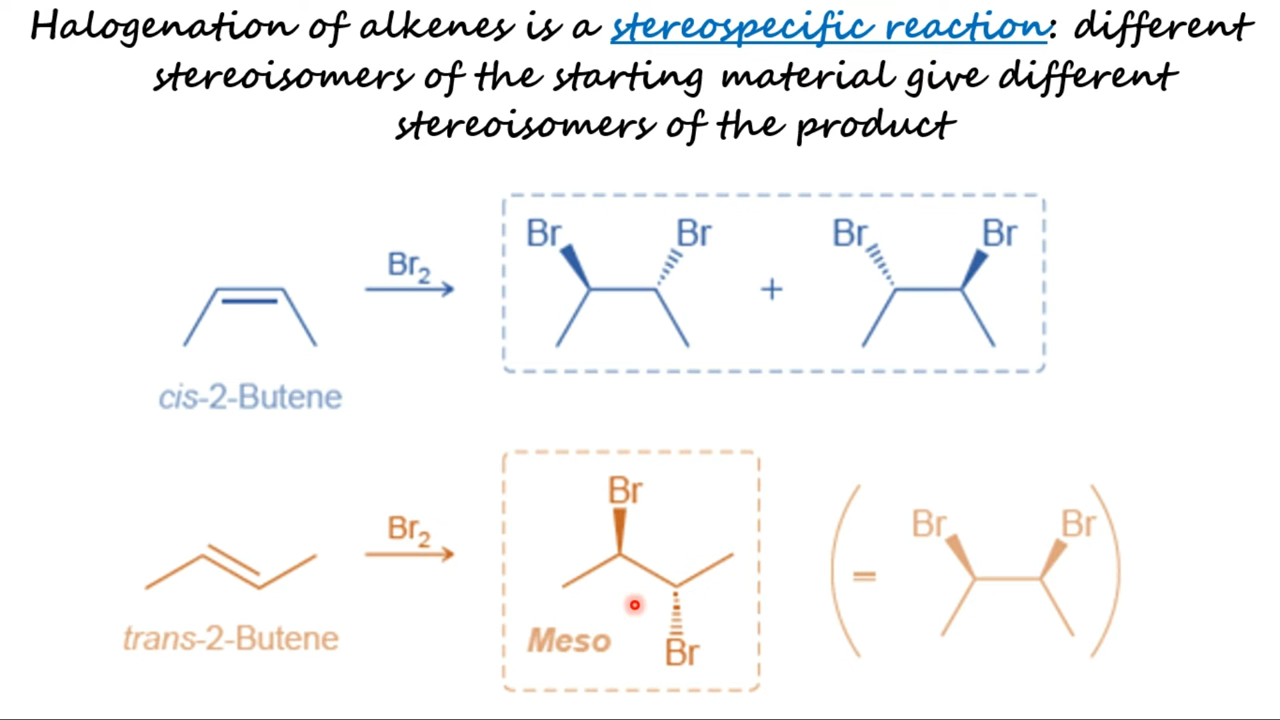 Halogenation of alkenes is a stereospecific reaction: different
stereoisomers of the starting material give different
stereoisomers of the product
Br Br Br Br
Br₂
+
cis-2-Butene
Br
Br₂
Br Br
=
trans-2-Butene
Meso
Br